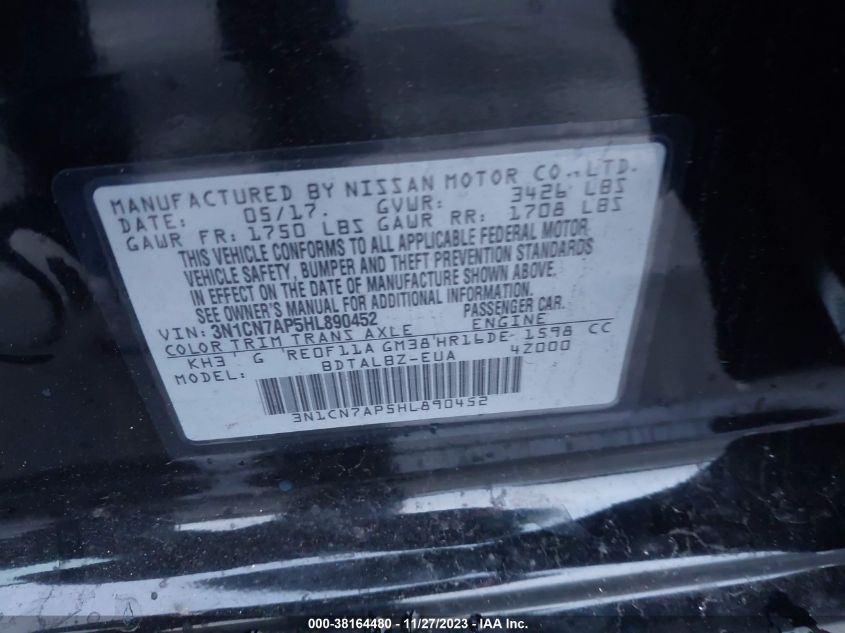 MANUFACTURED BY NISSAN MOTOR CO.,LTD.
DATE: 05/17. GVWR: 3426 LBS
GAWR FR: 1750 LBS GAWR RR: 1708 LBS
THIS VEHICLE CONFORMS TO ALL APPLICABLE FEDERAL MOTOR
VEHICLE SAFETY, BUMPER AND THEFT PREVENTION STANDARDS
IN EFFECT ON THE DATE OF MANUFACTURE SHOWN ABOVE.
SEE OWNER'S MANUAL FOR ADDITIONAL INFORMATION
VIN: 3N1CN7AP5HL890452 PASSENGER CAR.
COLOR TRIM TRANS AXLE ENGINE
KH3 G RE0F11A GM38 HR16DE 1598 CC
MODEL: BDTALBZ-EUA 4Z000
3N1CN7AP5HL890452
000-38164480 — 11/27/2023 — IAA Inc.